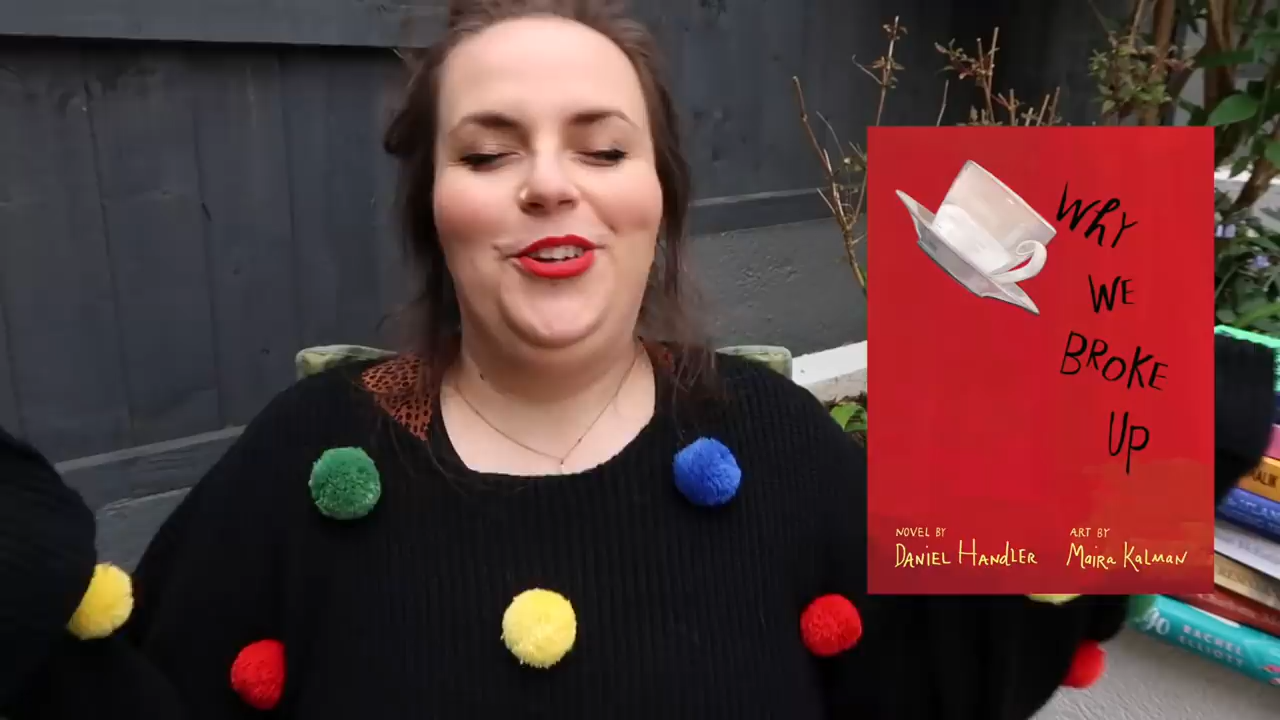 WHY
WE
BROKE
UP
NOVEL BY
DANIEL HANDLER
ART BY
Maira Kalman
RACHEL
ELLIOTT